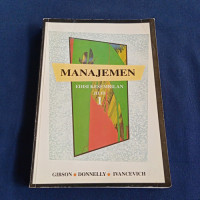 MANAJEMEN
EDISI KESEMBILAN
JILID
1
GIBSON ★ DONNELLY ★ IVANCEVICH